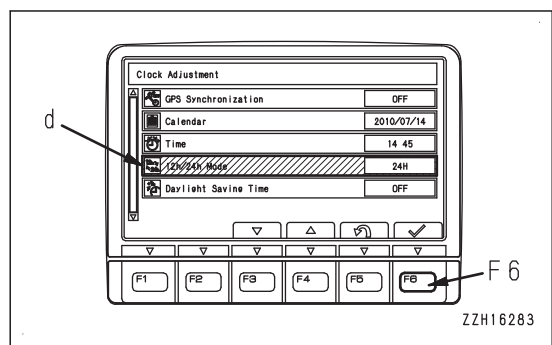 Clock Adjustment
GPS Synchronization OFF
Calendar 2010/07/14
d
Time 14 45
12h/24h Mode 24H
Daylight Saving Time OFF
F1 F2 F3 F4 F5 F6
F 6
ZZH16283